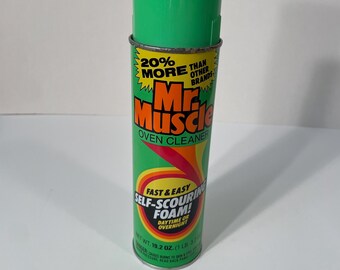 20%
MORE
THAN
OTHER
BRANDS
Mr.
Muscle
OVEN CLEANER
FAST & EASY
SELF-SCOURING
FOAM!
DAYTIME OR
OVERNIGHT